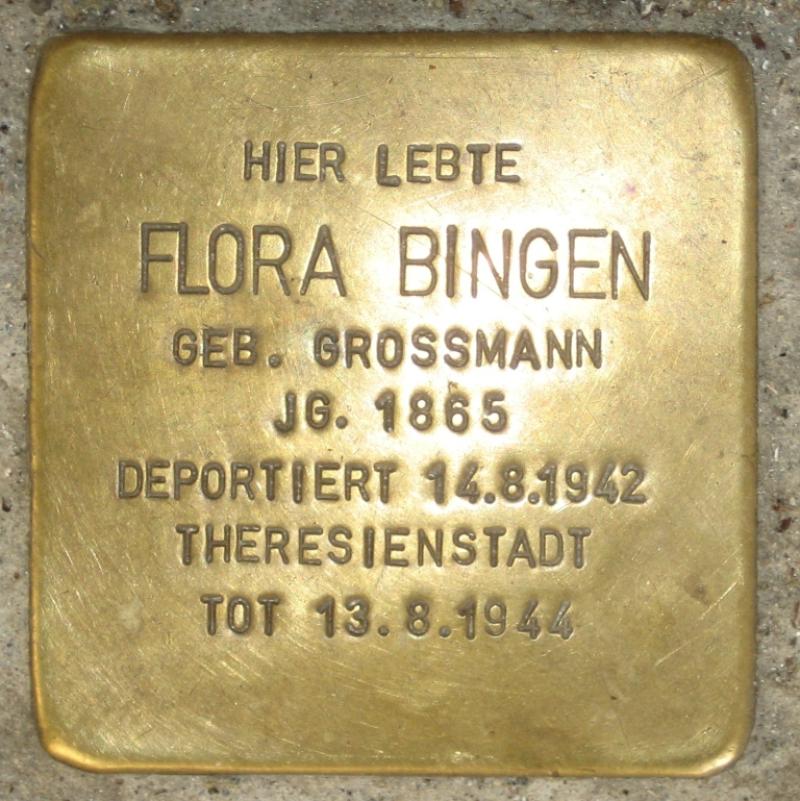 HIER LEBTE
FLORA BINGEN
GEB. GROSSMANN
JG. 1865
DEPORTIERT 14.8.1942
THERESIENSTADT
TOT 13.8.1944